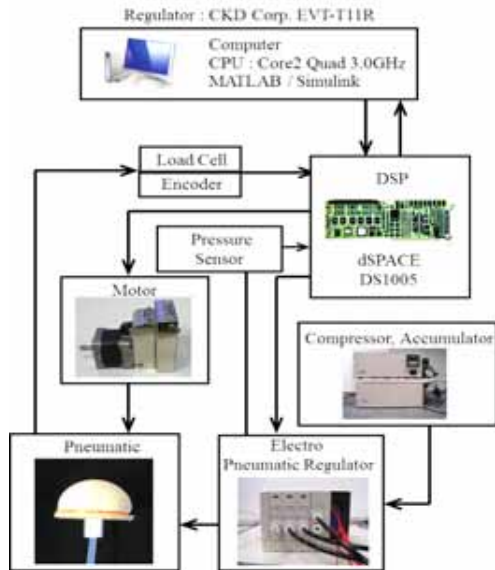 Regulator : CKD Corp. EVT-T11R
Computer
CPU : Core2 Quad 3.0GHz
MATLAB / Simulink
Load Cell
Encoder
DSP
Pressure
Sensor
dSPACE
DS1005
Motor
Compressor, Accumulator
Pneumatic
Electro
Pneumatic Regulator